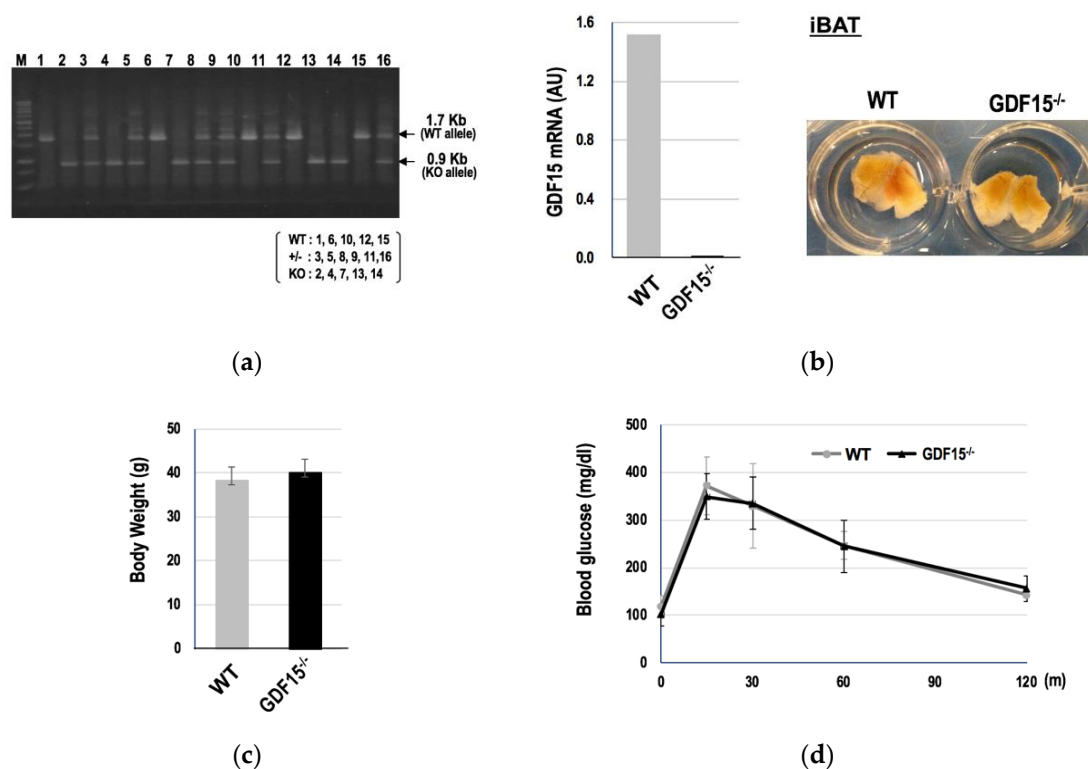 M 1 2 3 4 5 6 7 8 9 10 11 12 13 14 15 16
1.7 Kb
(WT allele)
0.9 Kb
(KO allele)
WT : 1, 6, 10, 12, 15
+/- : 3, 5, 8, 9, 11,16
KO : 2, 4, 7, 13, 14
(a)
GDF15 mRNA (AU)
1.6
1.2
0.8
0.4
0.0
WT
GDF15-/-
iBAT
WT
GDF15-/-
(b)
Body Weight (g)
50
40
30
20
10
0
WT
GDF15-/-
(c)
Blood glucose (mg/dl)
500
400
300
200
100
0
WT GDF15-/-
0 30 60 90 120 (m)
(d)